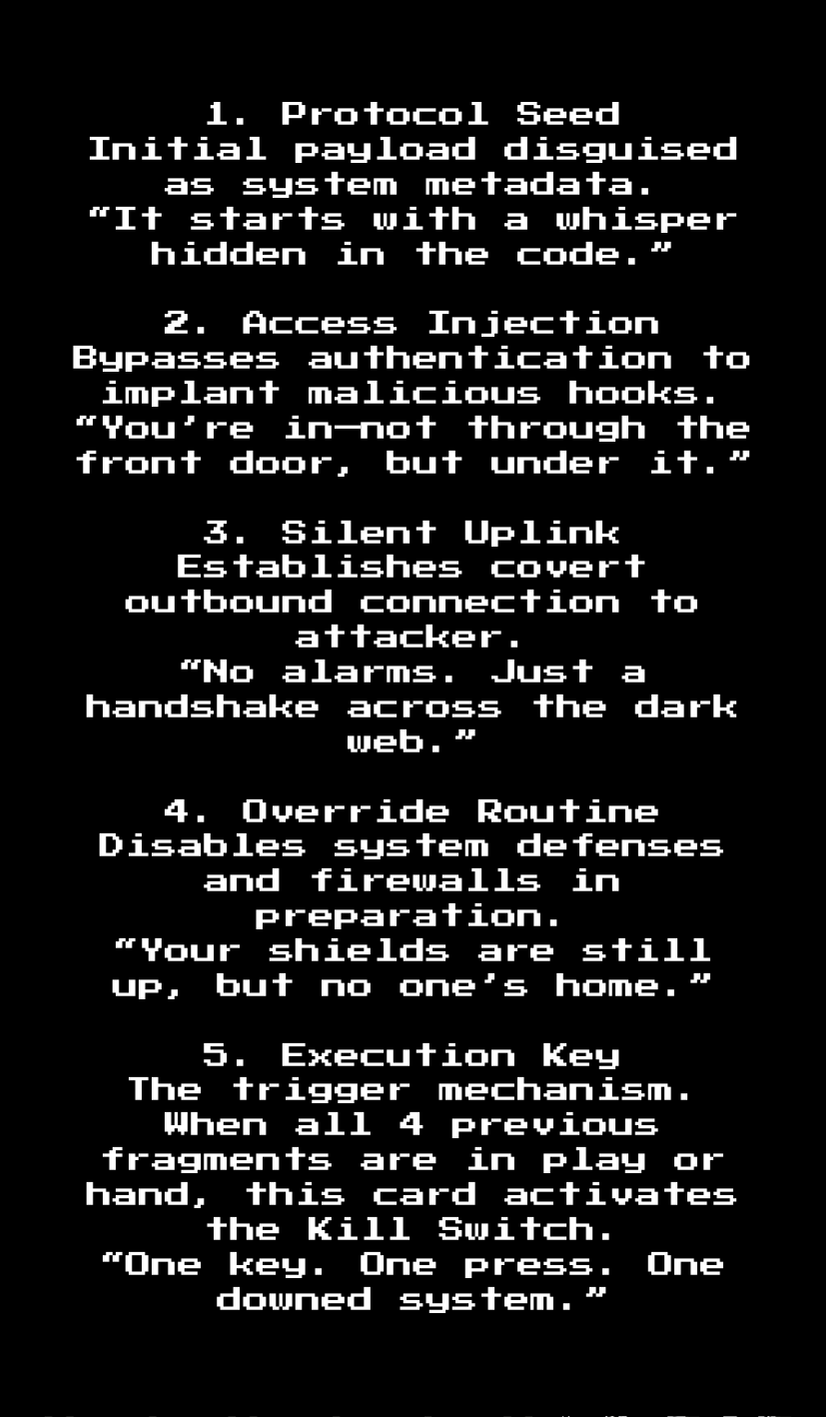 1. Protocol Seed
Initial payload disguised
as system metadata.
“It starts with a whisper
hidden in the code.”
2. Access Injection
Bypasses authentication to
implant malicious hooks.
“You’re in—not through the
front door, but under it.”
3. Silent Uplink
Establishes covert
outbound connection to
attacker.
“No alarms. Just a
handshake across the dark
web.”
4. Override Routine
Disables system defenses
and firewalls in
preparation.
“Your shields are still
up, but no one’s home.”
5. Execution Key
The trigger mechanism.
When all 4 previous
fragments are in play or
hand, this card activates
the Kill Switch.
“One key. One press. One
downed system.”